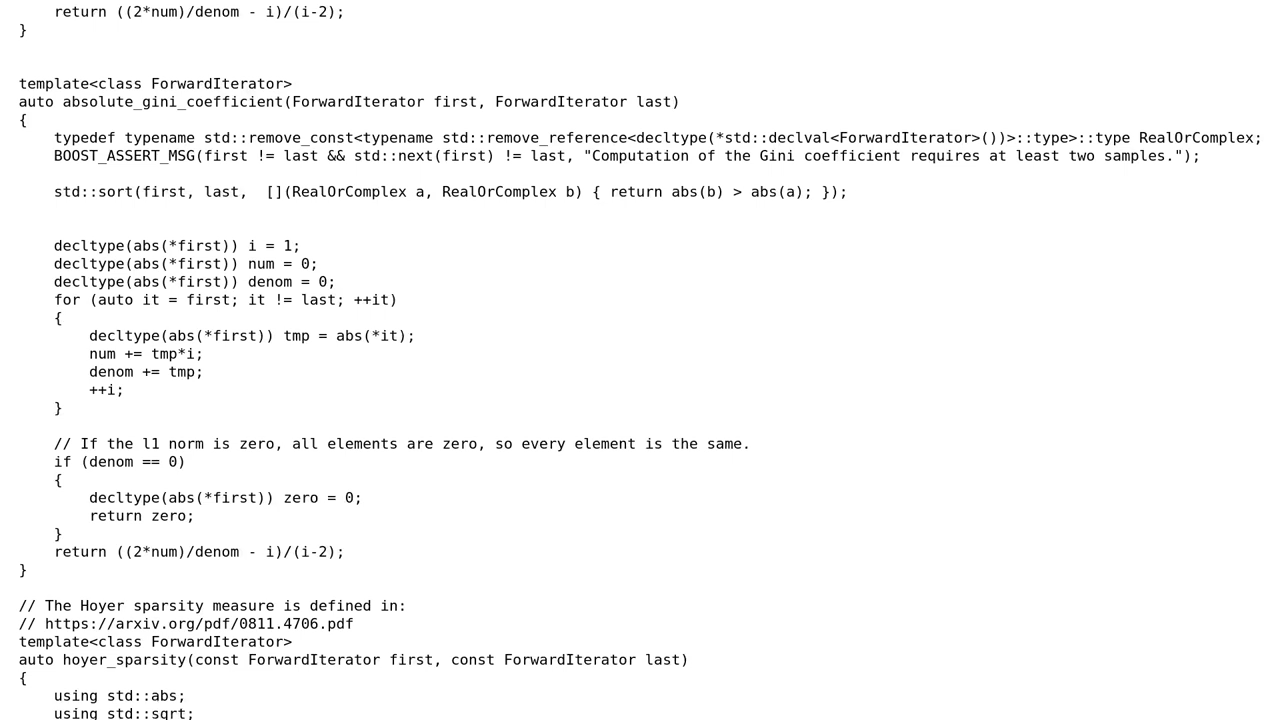 return ((2*num)/denom - i)/(i-2);
}
template<class ForwardIterator>
auto absolute_gini_coefficient(ForwardIterator first, ForwardIterator last)
{
    typedef typename std::remove_const<typename std::remove_reference<decltype(*std::declval<ForwardIterator>())>::type>::type RealOrComplex;
    BOOST_ASSERT_MSG(first != last && std::next(first) != last, "Computation of the Gini coefficient requires at least two samples.");
    std::sort(first, last,  [](RealOrComplex a, RealOrComplex b) { return abs(b) > abs(a); });
    decltype(abs(*first)) i = 1;
    decltype(abs(*first)) num = 0;
    decltype(abs(*first)) denom = 0;
    for (auto it = first; it != last; ++it)
    {
        decltype(abs(*first)) tmp = abs(*it);
        num += tmp*i;
        denom += tmp;
        ++i;
    }
    // If the l1 norm is zero, all elements are zero, so every element is the same.
    if (denom == 0)
    {
        decltype(abs(*first)) zero = 0;
        return zero;
    }
    return ((2*num)/denom - i)/(i-2);
}
// The Hoyer sparsity measure is defined in:
// https://arxiv.org/pdf/0811.4706.pdf
template<class ForwardIterator>
auto hoyer_sparsity(const ForwardIterator first, const ForwardIterator last)
{
    using std::abs;
    using std::sqrt;